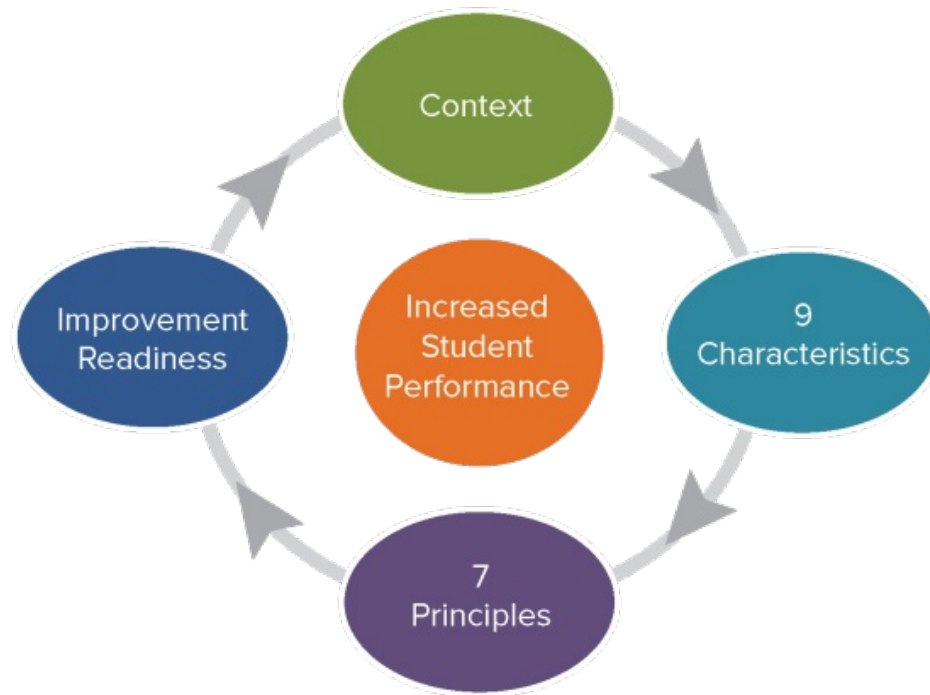 Context
Improvement
Readiness
Increased
Student
Performance
9
Characteristics
7
Principles